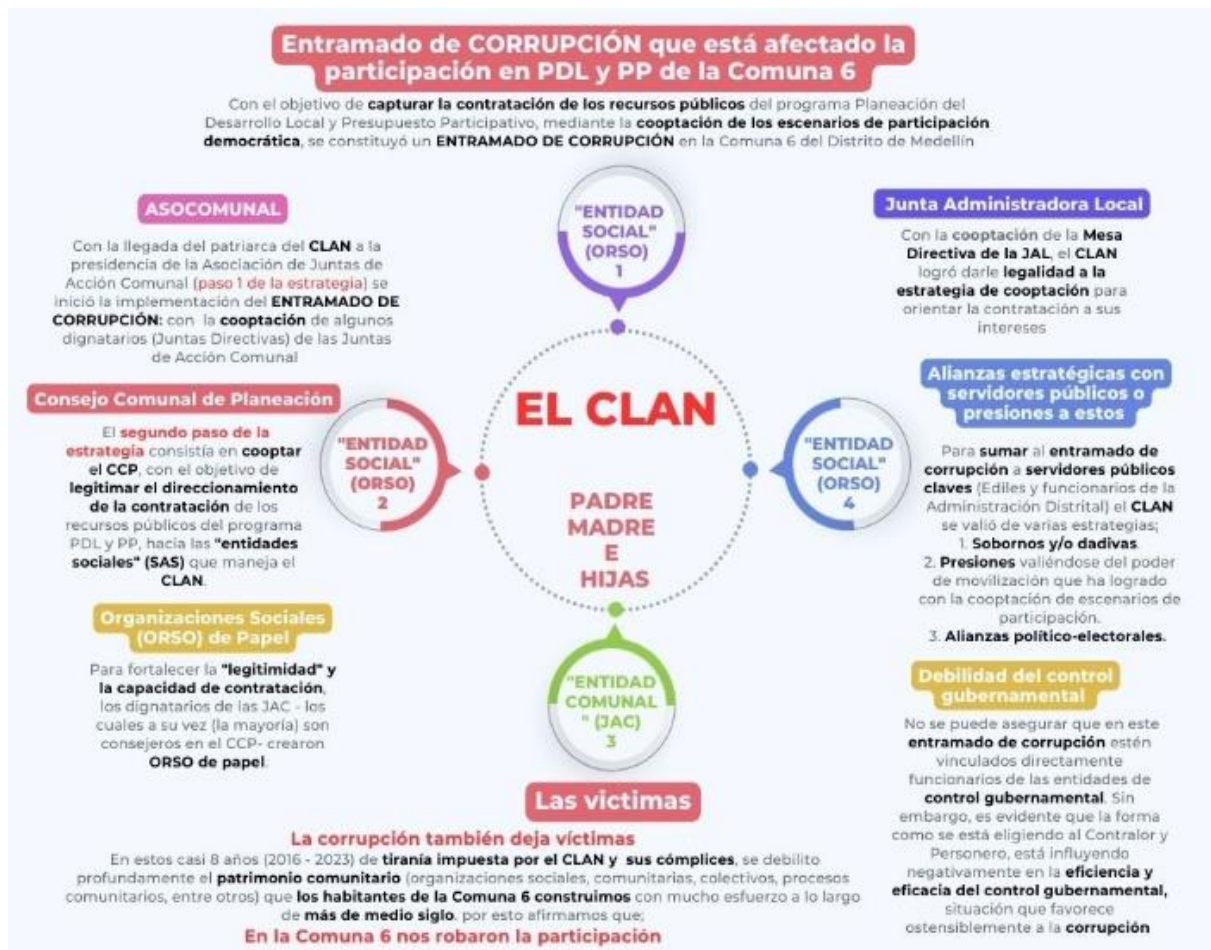 Entramado de CORRUPCIÓN que está afectado la
participación en PDL y PP de la Comuna 6
Con el objetivo de capturar la contratación de los recursos públicos del programa Planeación del
Desarrollo Local y Presupuesto Participativo, mediante la cooptación de los escenarios de participación
democrática, se constituyó un ENTRAMADO DE CORRUPCIÓN en la Comuna 6 del Distrito de Medellín
ASOCOMUNAL
Con la llegada del patriarca del CLAN a la
presidencia de la Asociación de Juntas de
Acción Comunal (paso 1 de la estrategia) se
inició la implementación del ENTRAMADO DE
CORRUPCIÓN: con la cooptación de algunos
dignatarios (Juntas Directivas) de las Juntas
de Acción Comunal
Consejo Comunal de Planeación
El segundo paso de la
estrategia consistía en cooptar
el CCP, con el objetivo de
legitimar el direccionamiento
de la contratación de los
recursos públicos del programa
PDL y PP, hacia las "entidades
sociales" (SAS) que maneja el
CLAN.
Organizaciones Sociales
(ORSO) de Papel
Para fortalecer la "legitimidad" y
la capacidad de contratación,
los dignatarios de las JAC - los
cuales a su vez (la mayoría) son
consejeros en el CCP- crearon
ORSO de papel.
"ENTIDAD
SOCIAL"
(ORSO)
1
"ENTIDAD
SOCIAL"
(ORSO)
2
EL CLAN
PADRE
MADRE
E
HIJAS
"ENTIDAD
SOCIAL"
(ORSO)
4
"ENTIDAD
COMUNAL
" (JAC)
3
Junta Administradora Local
Con la cooptación de la Mesa
Directiva de la JAL, el CLAN
logró darle legalidad a la
estrategia de cooptación para
orientar la contratación a sus
intereses
Alianzas estratégicas con
servidores públicos o
presiones a estos
Para sumar al entramado de
corrupción a servidores públicos
claves (Ediles y funcionarios de la
Administración Distrital) el CLAN
se valió de varias estrategias;
1. Sobornos y/o dadivas.
2. Presiones valiéndose del poder
de movilización que ha logrado
con la cooptación de escenarios de
participación.
3. Alianzas político-electorales.
Debilidad del control
gubernamental
No se puede asegurar que en este
entramado de corrupción estén
vinculados directamente
funcionarios de las entidades de
control gubernamental. Sin
embargo, es evidente que la forma
como se está eligiendo al Contralor y
Personero, está influyendo
negativamente en la eficiencia y
eficacia del control gubernamental,
situación que favorece
ostensiblemente a la corrupción
Las victimas
La corrupción también deja víctimas
En estos casi 8 años (2016 - 2023) de tiranía impuesta por el CLAN y sus cómplices, se debilito
profundamente el patrimonio comunitario (organizaciones sociales, comunitarias, colectivos, procesos
comunitarios, entre otros) que los habitantes de la Comuna 6 construimos con mucho esfuerzo a lo largo
de más de medio siglo. por esto afirmamos que;
En la Comuna 6 nos robaron la participación